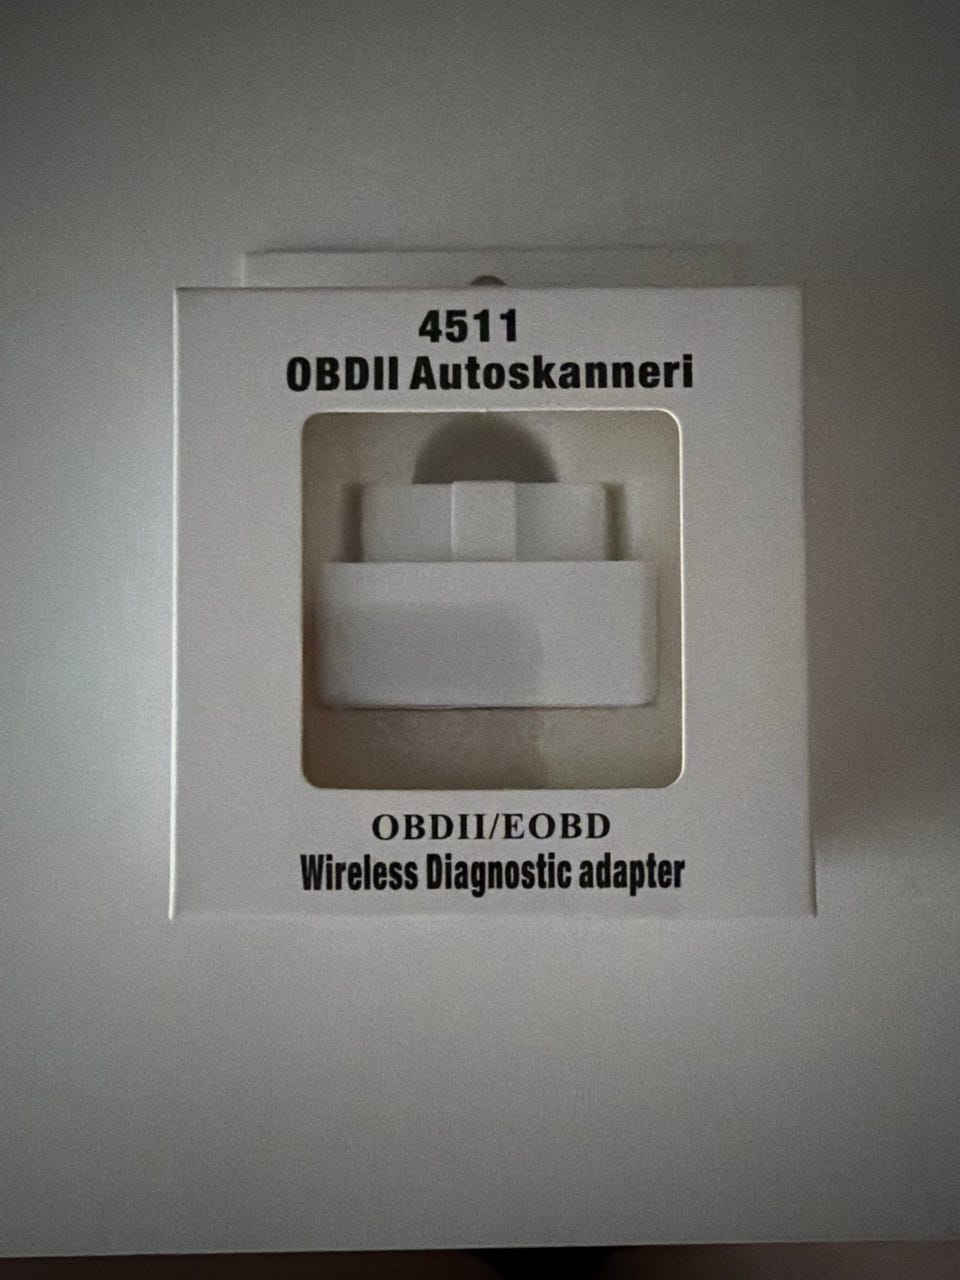 4511
OBDII Autoskanneri
OBDII/EOBD
Wireless Diagnostic adapter